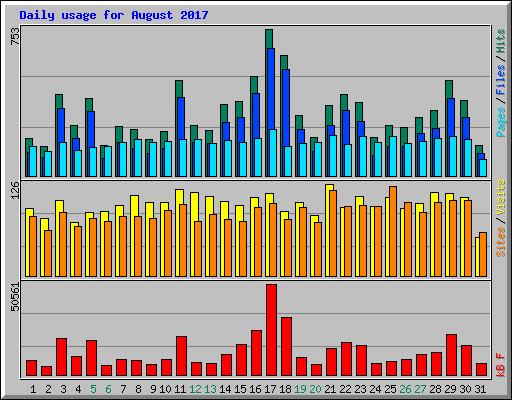 Daily usage for August 2017
753
Pages / Files / Hits
126
Sites / Visits
50561
kB F
1 2 3 4 5 6 7 8 9 10 11 12 13 14 15 16 17 18 19 20 21 22 23 24 25 26 27 28 29 30 31